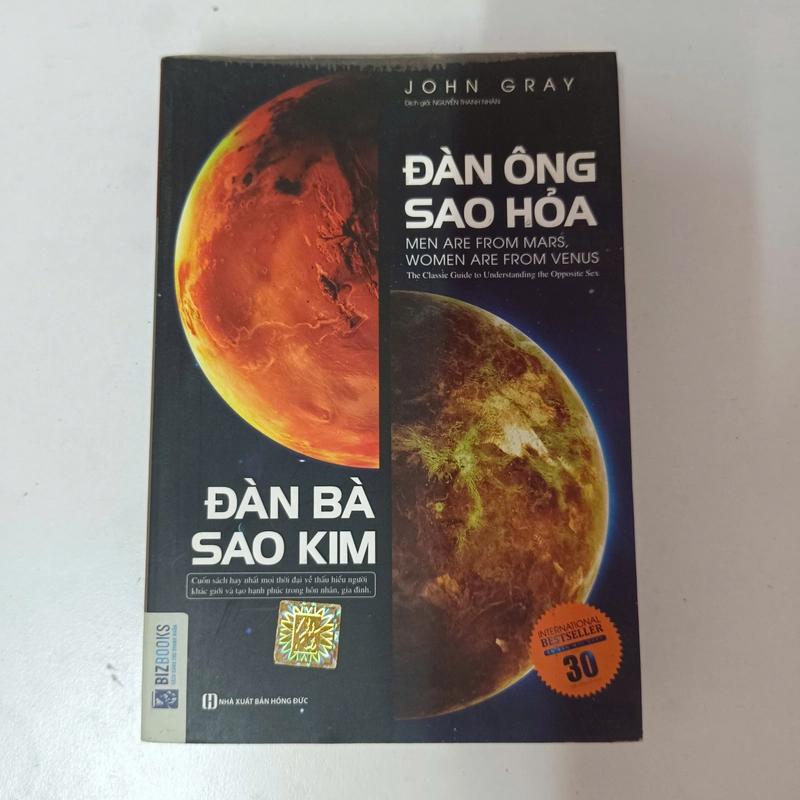 JOHN GRAY
Dịch giả: NGUYỄN THÀNH NHÂN
ĐÀN ÔNG
SAO HỎA
MEN ARE FROM MARS,
WOMEN ARE FROM VENUS
The Classic Guide to Understanding the Opposite Sex
ĐÀN BÀ
SAO KIM
Cuốn sách hay nhất mọi thời đại về thấu hiểu người
khác giới và tạo hạnh phúc trong hôn nhân, gia đình.
INTERNATIONAL
BESTSELLER
30
BIZBOOKS
NHÀ XUẤT BẢN HỒNG ĐỨC